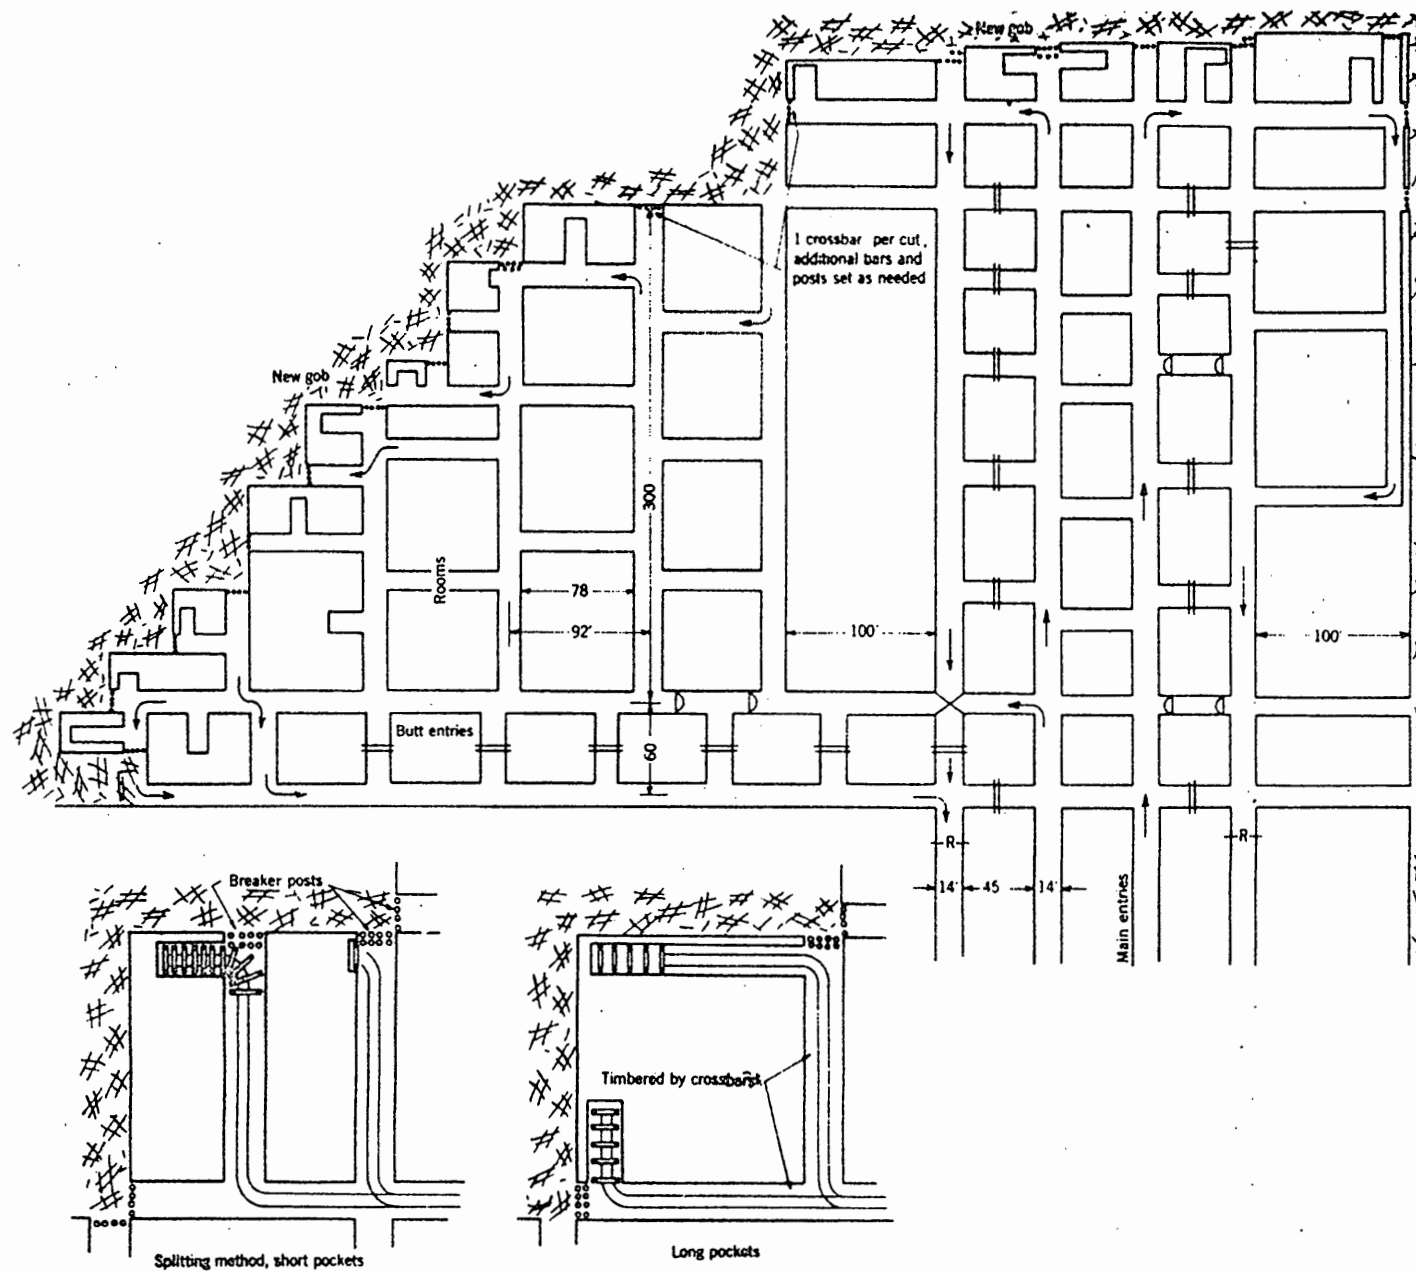 New gob
1 crossbar per cut,
additional bars and
posts set as needed
New gob
300
Rooms
78
92'
100'
100'
Butt entries
60
R
R
14'
45
14'
Main entries
Breaker posts
Timbered by crossbars
Splitting method, short pockets
Long pockets